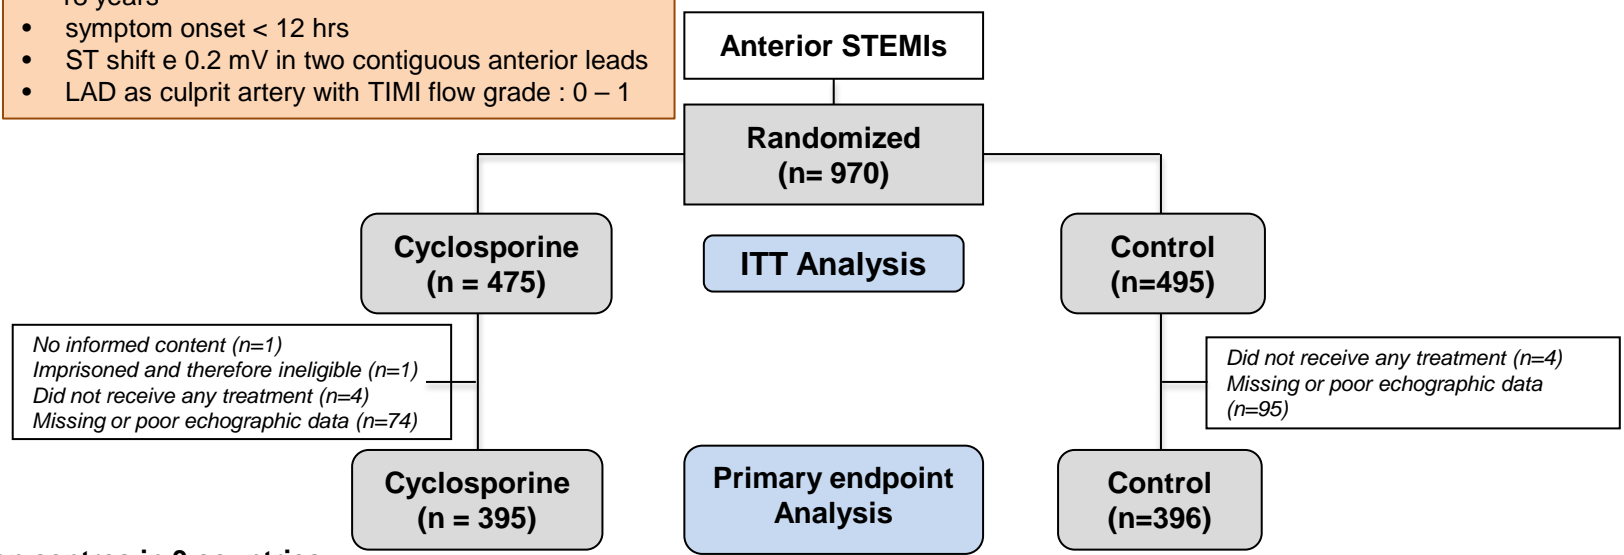 years
• symptom onset < 12 hrs
• ST shift e 0.2 mV in two contiguous anterior leads
• LAD as culprit artery with TIMI flow grade : 0 – 1
Anterior STEMIs
Randomized
(n= 970)
Cyclosporine
(n = 475)
ITT Analysis
Control
(n=495)
No informed content (n=1)
Imprisoned and therefore ineligible (n=1)
Did not receive any treatment (n=4)
Missing or poor echographic data (n=74)
Did not receive any treatment (n=4)
Missing or poor echographic data
(n=95)
Cyclosporine
(n = 395)
Primary endpoint
Analysis
Control
(n=396)